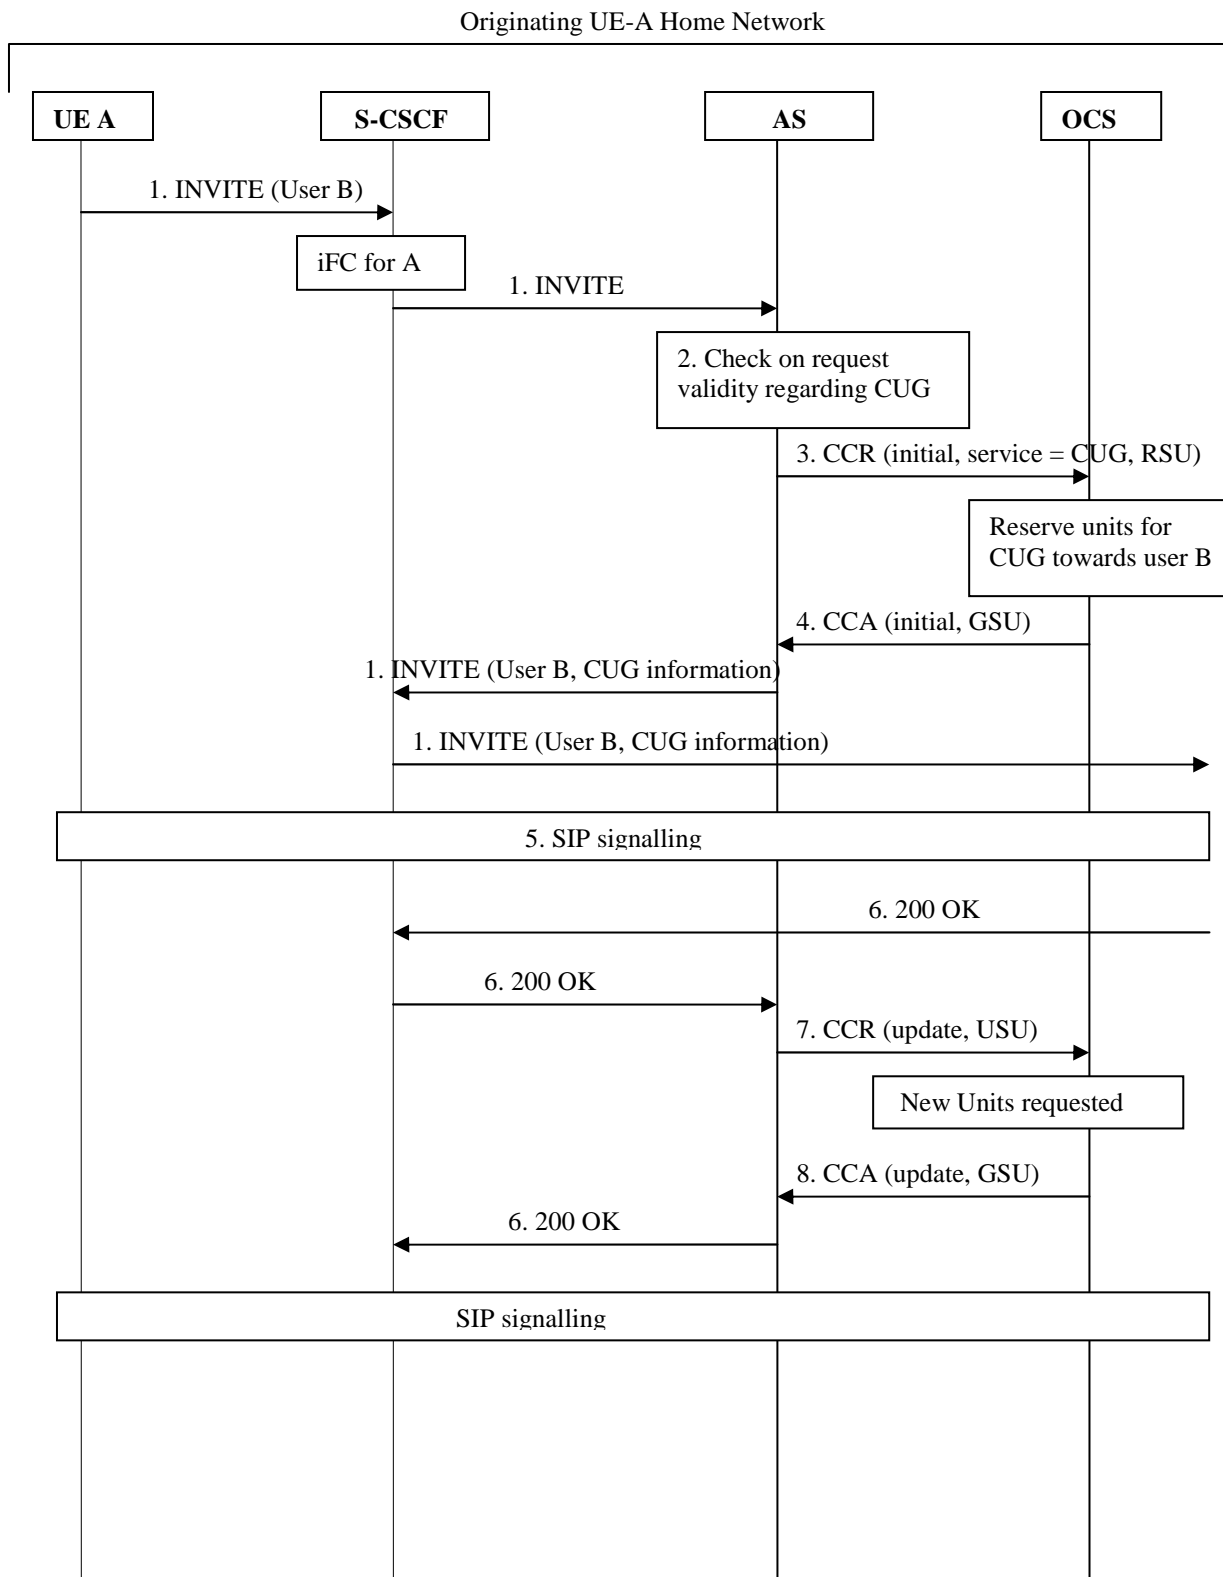 Originating UE-A Home Network
UE A
S-CSCF
AS
OCS
1. INVITE (User B)
iFC for A
1. INVITE
2. Check on request
validity regarding CUG
3. CCR (initial, service = CUG, RSU)
Reserve units for
CUG towards user B
4. CCA (initial, GSU)
1. INVITE (User B, CUG information)
1. INVITE (User B, CUG information)
5. SIP signalling
6. 200 OK
6. 200 OK
7. CCR (update, USU)
New Units requested
8. CCA (update, GSU)
6. 200 OK
SIP signalling